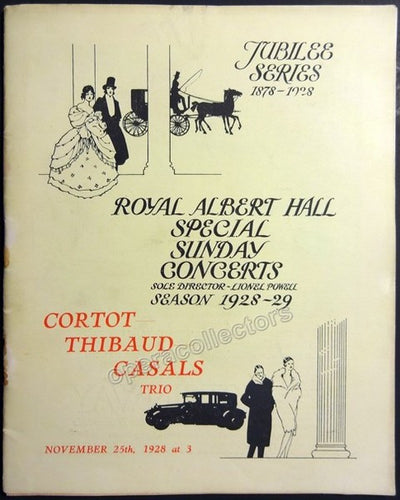 JUBILEE
SERIES
1878-1928
ROYAL ALBERT HALL
SPECIAL
SUNDAY
CONCERTS
SOLE DIRECTOR-LIONEL POWELL
SEASON 1928-29
CORTOT
THIBAUD
CASALS
TRIO
operacollectors
NOVEMBER 25th, 1928 at 3